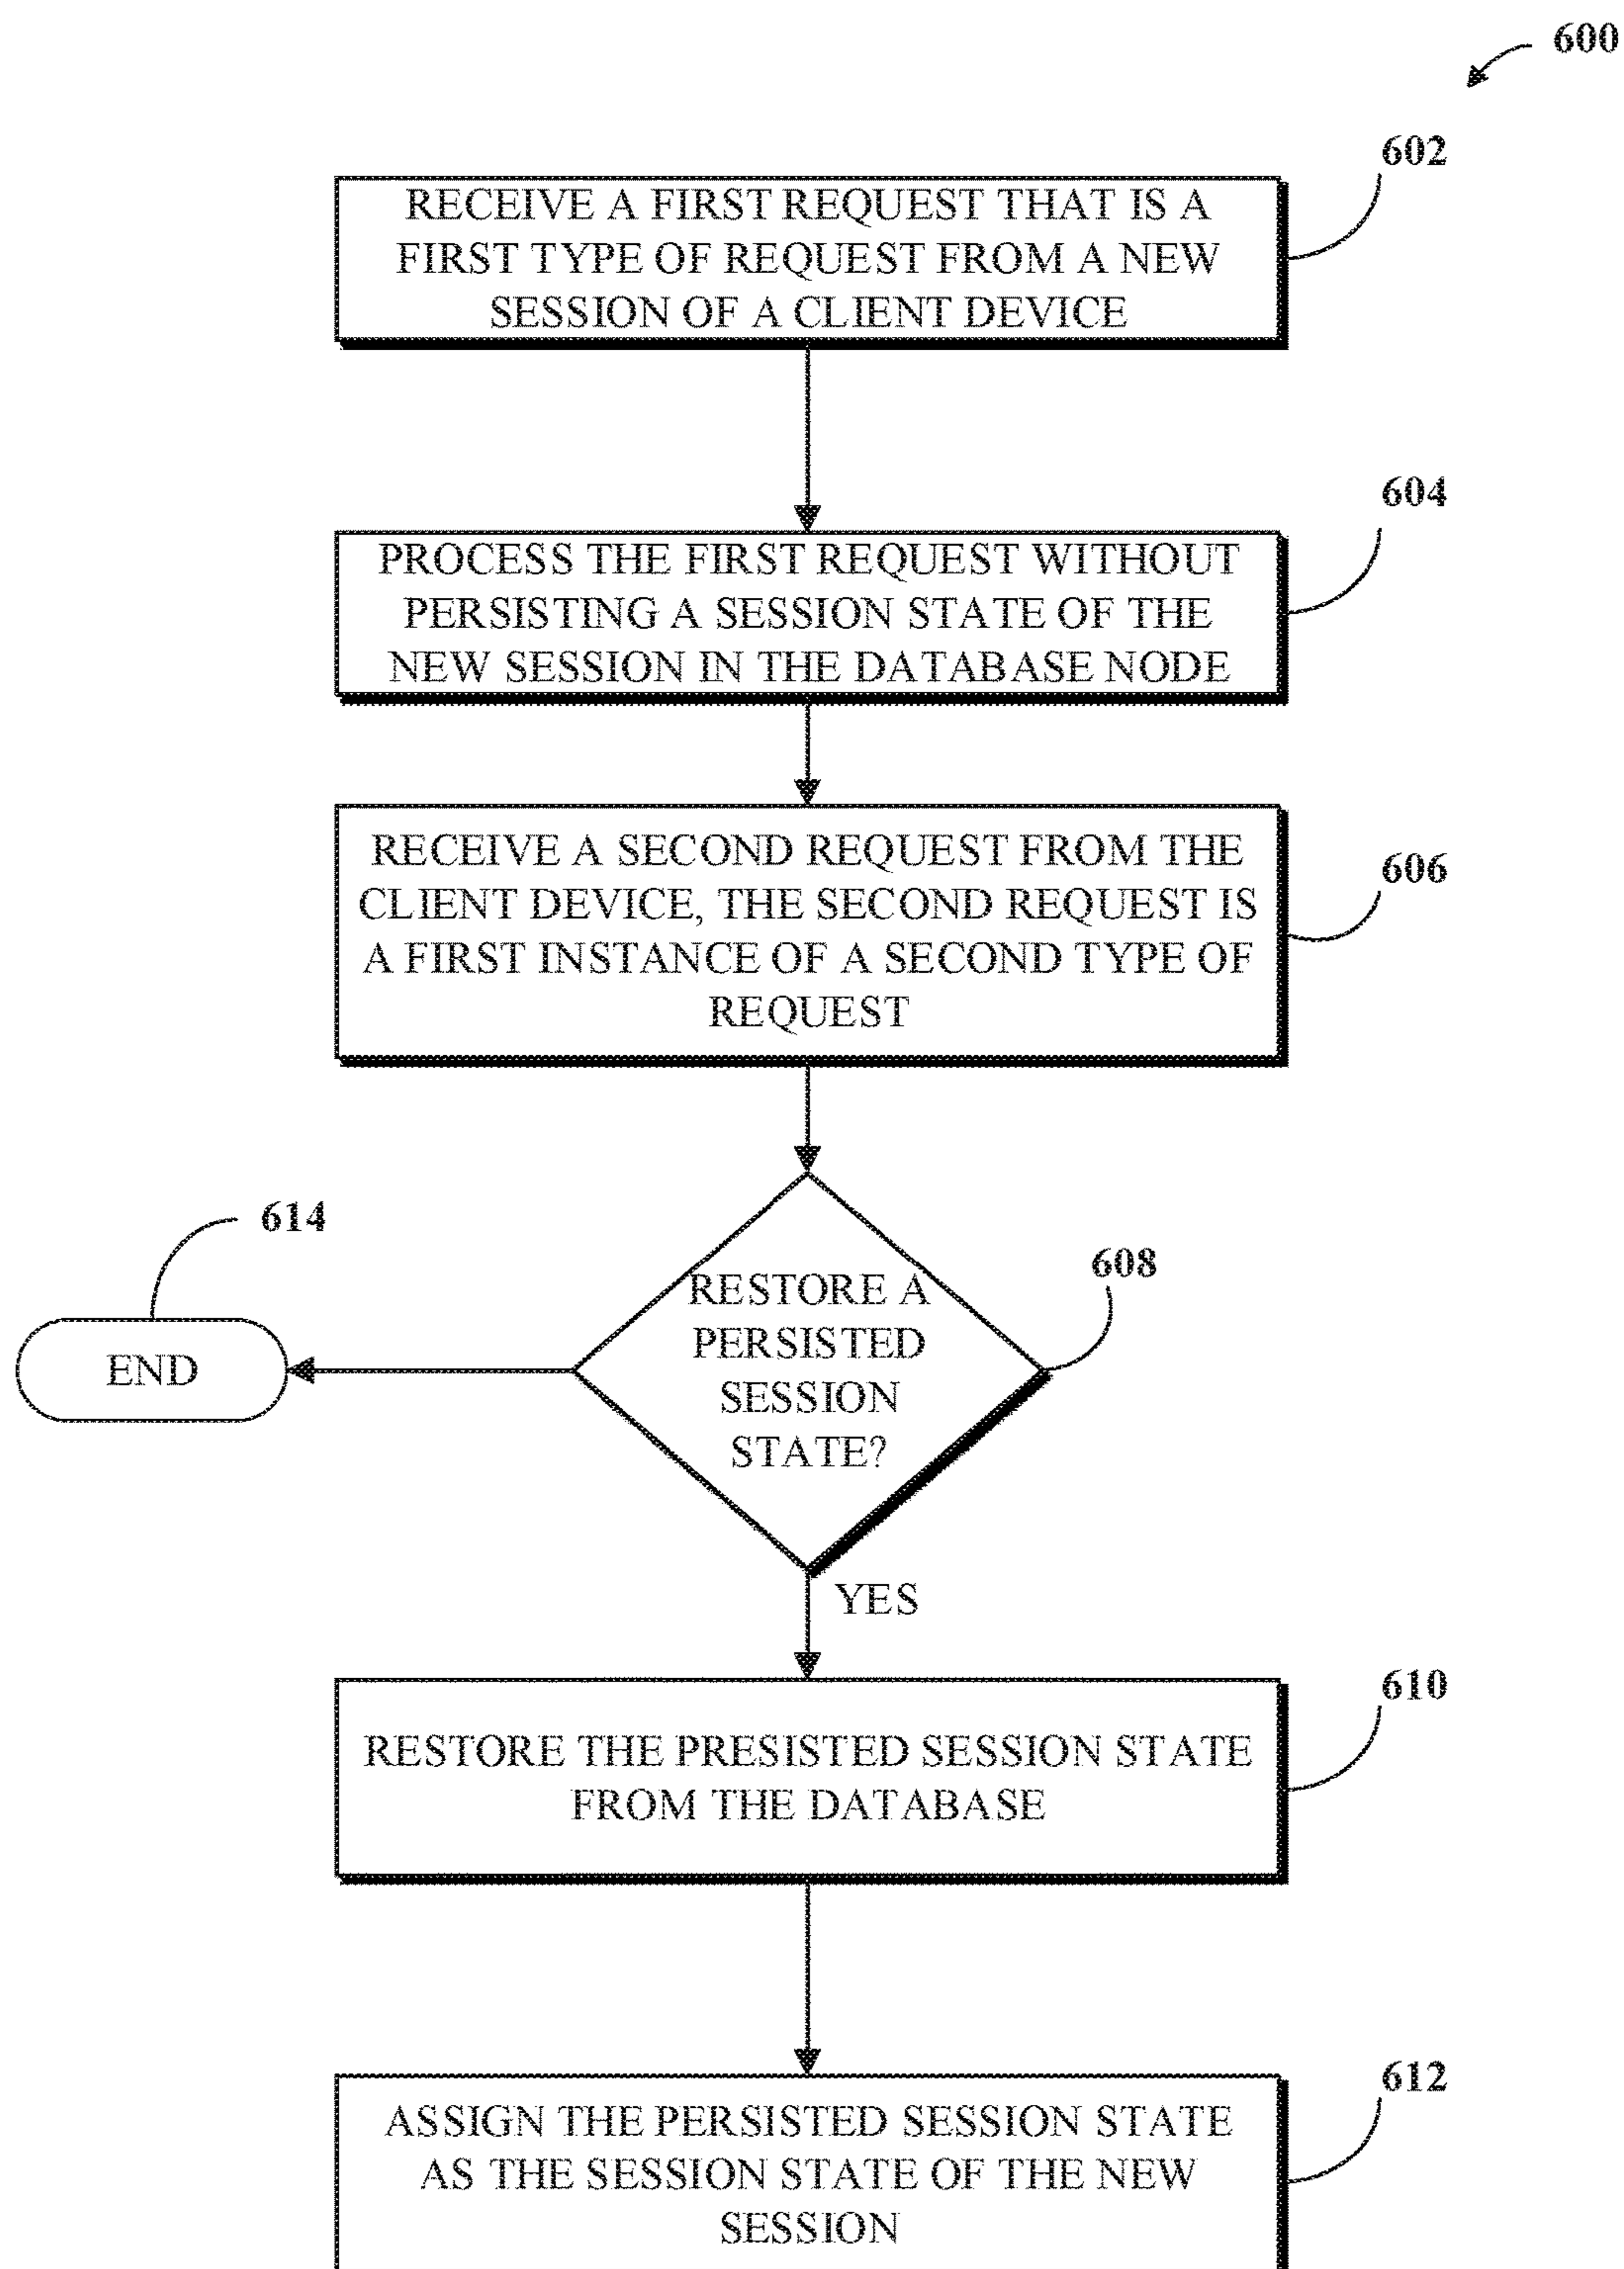 600
602
RECEIVE A FIRST REQUEST THAT IS A
FIRST TYPE OF REQUEST FROM A NEW
SESSION OF A CLIENT DEVICE
604
PROCESS THE FIRST REQUEST WITHOUT
PERSISTING A SESSION STATE OF THE
NEW SESSION IN THE DATABASE NODE
606
RECEIVE A SECOND REQUEST FROM THE
CLIENT DEVICE, THE SECOND REQUEST IS
A FIRST INSTANCE OF A SECOND TYPE OF
REQUEST
614
END
608
RESTORE A
PERSISTED
SESSION
STATE?
YES
610
RESTORE THE PRESISTED SESSION STATE
FROM THE DATABASE
612
ASSIGN THE PERSISTED SESSION STATE
AS THE SESSION STATE OF THE NEW
SESSION